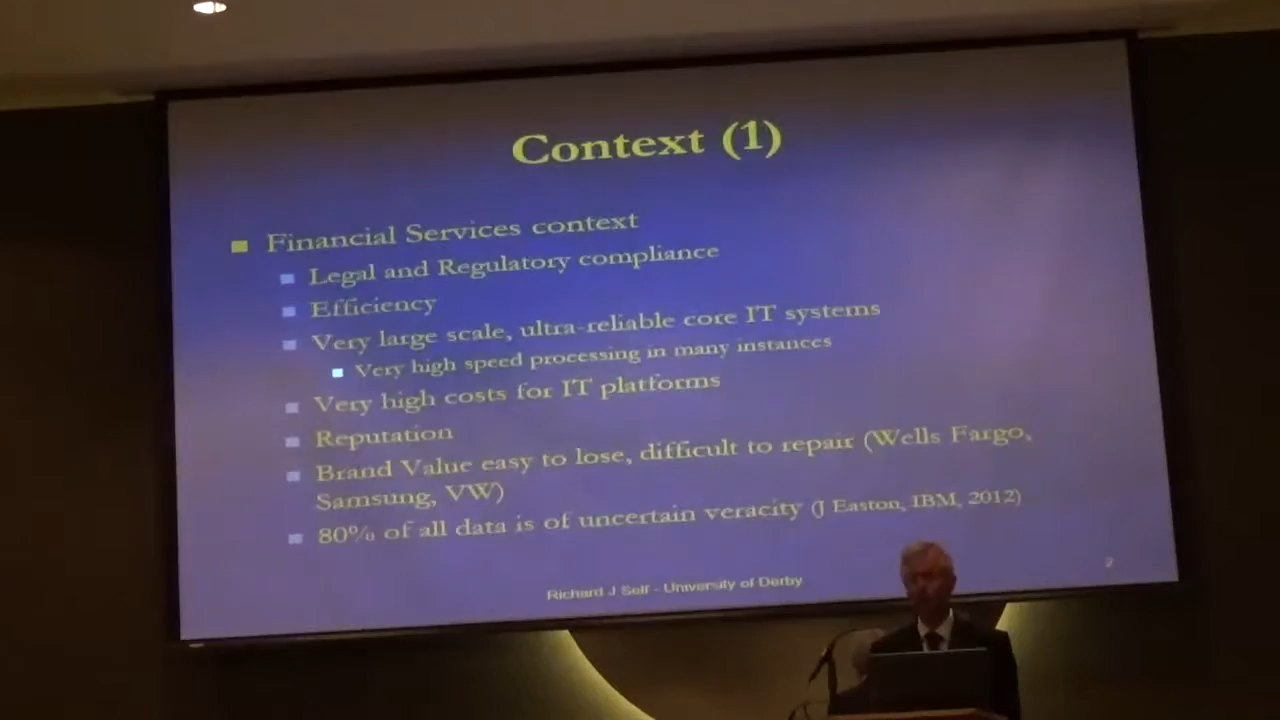 Context (1)
Financial Services context
Legal and Regulatory compliance
Efficiency
Very large scale, ultra-reliable core IT systems
Very high speed processing in many instances
Very high costs for IT platforms
Reputation
Brand Value easy to lose, difficult to repair (Wells Fargo,
Samsung, VW)
80% of all data is of uncertain veracity (J Easton, IBM, 2012)
Richard J Self - University of Derby
2